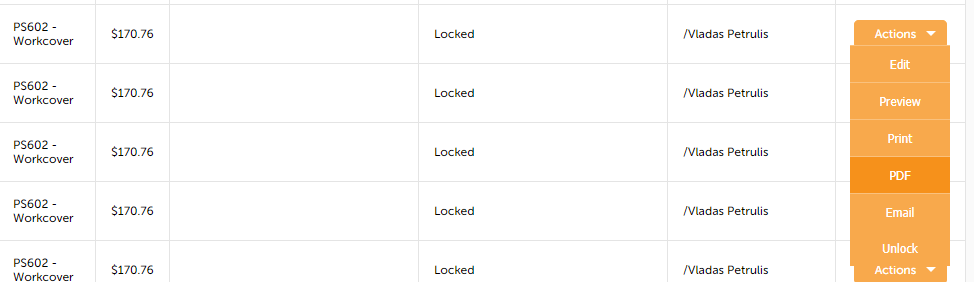 PS602 -
Workcover
$170.76
Locked
/Vladas Petrulis
Actions
Edit
PS602 -
Workcover
$170.76
Locked
/Vladas Petrulis
Preview
Print
PS602 -
Workcover
$170.76
Locked
/Vladas Petrulis
PDF
PS602 -
Workcover
$170.76
Locked
/Vladas Petrulis
Email
Unlock
PS602 -
Workcover
$170.76
Locked
/Vladas Petrulis
Actions